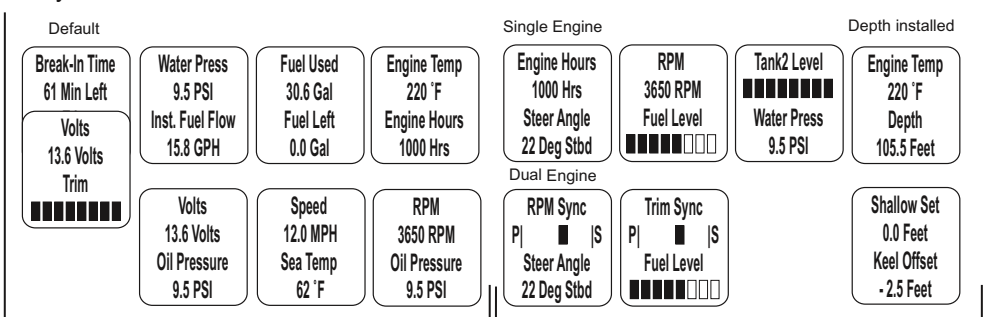 Default
Break-In Time
61 Min Left
Volts
13.6 Volts
Trim
Water Press
9.5 PSI
Inst. Fuel Flow
15.8 GPH
Fuel Used
30.6 Gal
Fuel Left
0.0 Gal
Engine Temp
220 °F
Engine Hours
1000 Hrs
Volts
13.6 Volts
Oil Pressure
9.5 PSI
Speed
12.0 MPH
Sea Temp
62 °F
RPM
3650 RPM
Oil Pressure
9.5 PSI
Single Engine
Engine Hours
1000 Hrs
Steer Angle
22 Deg Stbd
RPM
3650 RPM
Fuel Level
Tank2 Level
Water Press
9.5 PSI
Dual Engine
RPM Sync
P| |S
Steer Angle
22 Deg Stbd
Trim Sync
P| |S
Fuel Level
Depth installed
Engine Temp
220 °F
Depth
105.5 Feet
Shallow Set
0.0 Feet
Keel Offset
- 2.5 Feet